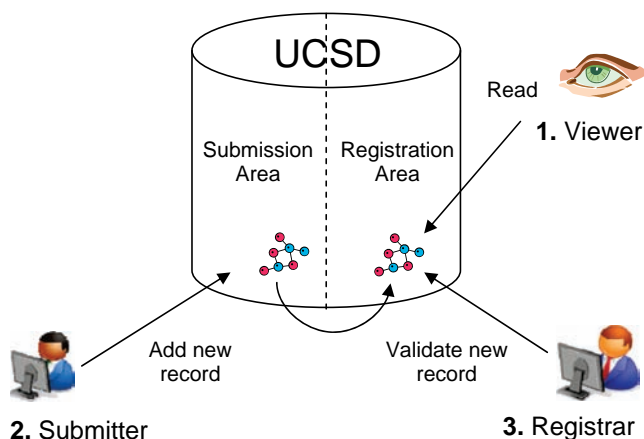 UCSD
Read
1. Viewer
Submission
Area
Registration
Area
Add new
record
Validate new
record
2. Submitter
3. Registrar